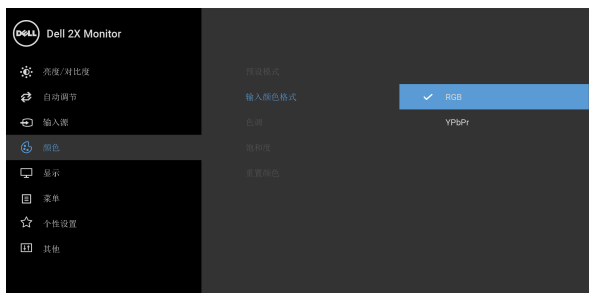 DELL
Dell 2X Monitor
亮度/对比度
自动调节
输入源
颜色
显示
菜单
个性设置
其他
预设模式
输入颜色格式
色调
饱和度
重置颜色
RGB
YPbPr